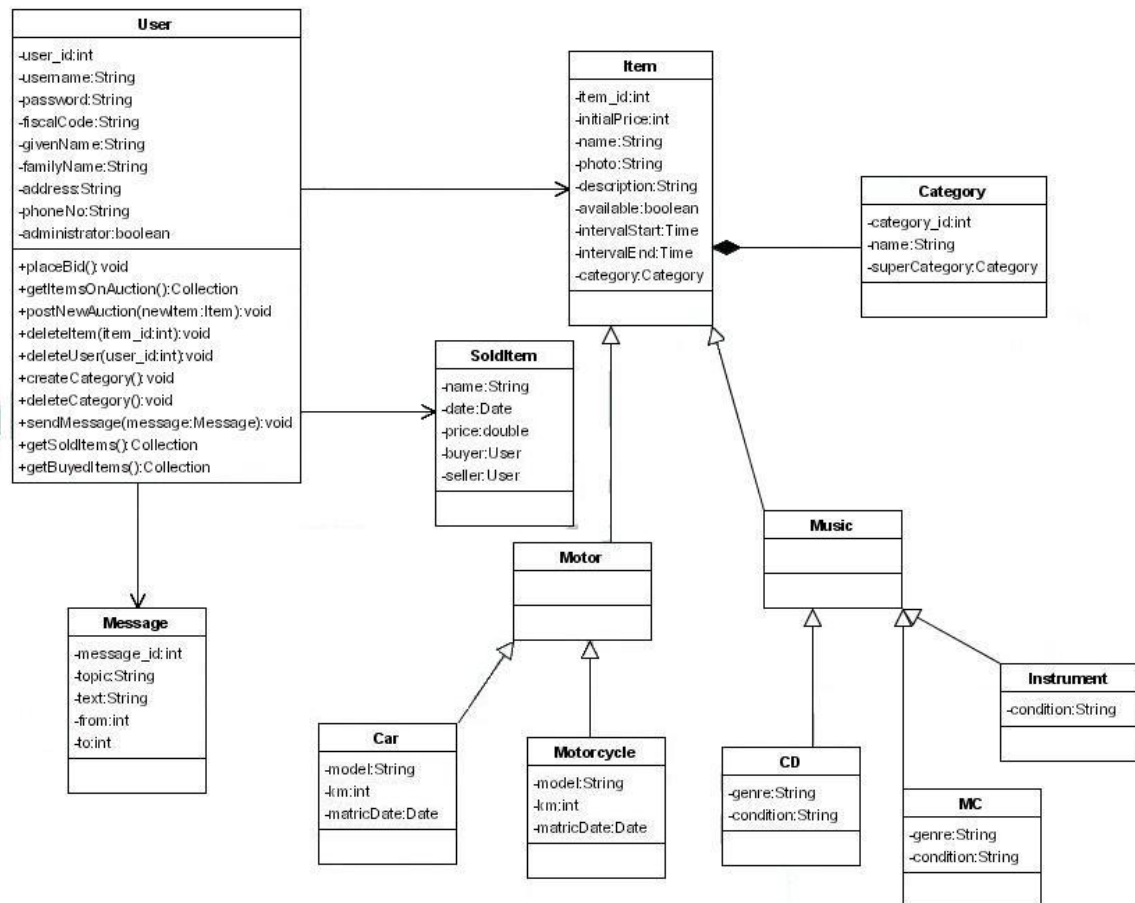 User
-user_id:int
-username:String
-password:String
-fiscalCode:String
-givenName:String
-familyName:String
-address:String
-phoneNo:String
-administrator:boolean
+placeBid():void
+getItemsOnAuction():Collection
+postNewAuction(newItem:Item):void
+deleteItem(item_id:int):void
+deleteUser(user_id:int):void
+createCategory():void
+deleteCategory():void
+sendMessage(message:Message):void
+getSoldItems():Collection
+getBuyedItems():Collection
Item
-item_id:int
-initialPrice:int
-name:String
-photo:String
-description:String
-available:boolean
-intervalStart:Time
-intervalEnd:Time
-category:Category
Category
-category_id:int
-name:String
-superCategory:Category
SoldItem
-name:String
-date:Date
-price:double
-buyer:User
-seller:User
Motor
Music
Message
-message_id:int
-topic:String
-text:String
-from:int
-to:int
Car
-model:String
-km:int
-matricDate:Date
Motorcycle
-model:String
-km:int
-matricDate:Date
CD
-genre:String
-condition:String
MC
-genre:String
-condition:String
Instrument
-condition:String